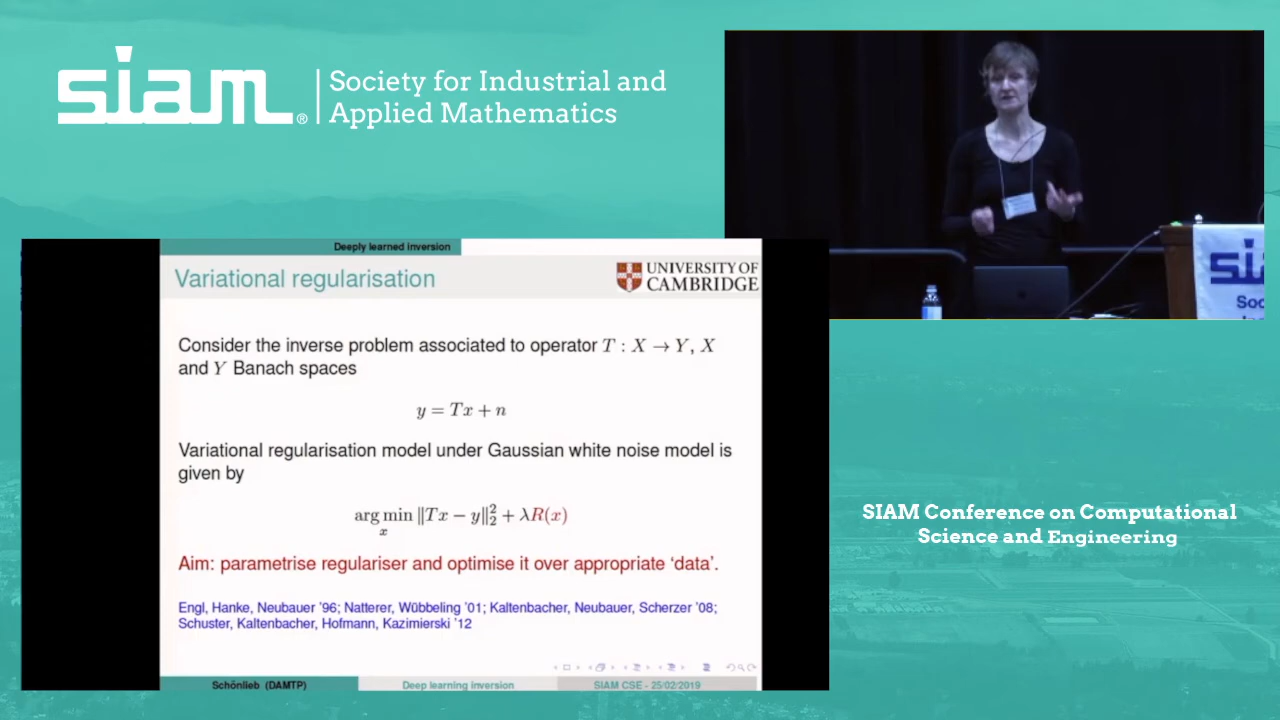 siam®
Society for Industrial and
Applied Mathematics
Deeply learned inversion
Variational regularisation
UNIVERSITY OF
CAMBRIDGE
Consider the inverse problem associated to operator T : X → Y, X
and Y Banach spaces
y = Tx + n
Variational regularisation model under Gaussian white noise model is
given by
arg min ‖Tx − y‖₂² + λR(x)
x
Aim: parametrise regulariser and optimise it over appropriate ‘data’.
Engl, Hanke, Neubauer ’96; Natterer, Wübbeling ’01; Kaltenbacher, Neubauer, Scherzer ’08;
Schuster, Kaltenbacher, Hofmann, Kazimierski ’12
Schönlieb (DAMTP)
Deep learning inversion
SIAM CSE - 25/02/2019
SIAM Conference on Computational
Science and Engineering